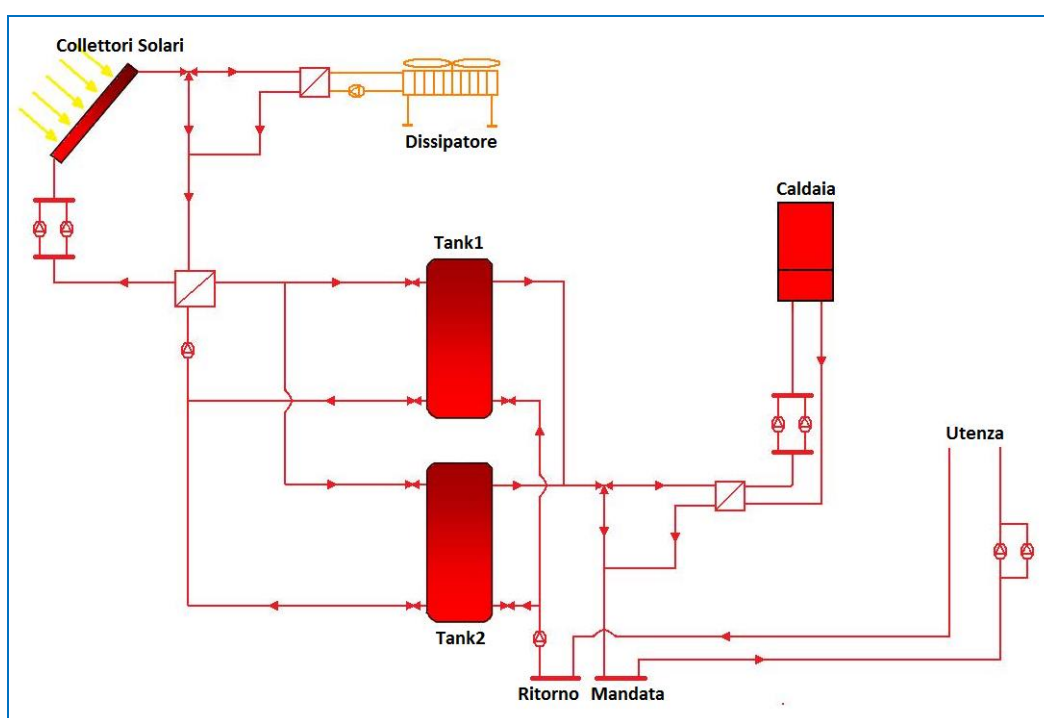 Collettori Solari
Dissipatore
Caldaia
Tank1
Utenza
Tank2
Ritorno
Mandata